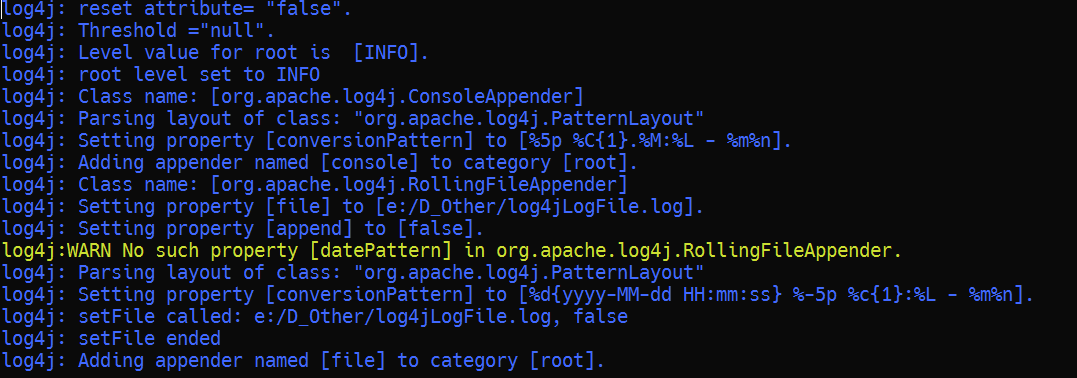 log4j: reset attribute= "false".
log4j: Threshold ="null".
log4j: Level value for root is  [INFO].
log4j: root level set to INFO
log4j: Class name: [org.apache.log4j.ConsoleAppender]
log4j: Parsing layout of class: "org.apache.log4j.PatternLayout"
log4j: Setting property [conversionPattern] to [%5p %C{1}.%M:%L - %m%n].
log4j: Adding appender named [console] to category [root].
log4j: Class name: [org.apache.log4j.RollingFileAppender]
log4j: Setting property [file] to [e:/D_Other/log4jLogFile.log].
log4j: Setting property [append] to [false].
log4j:WARN No such property [datePattern] in org.apache.log4j.RollingFileAppender.
log4j: Parsing layout of class: "org.apache.log4j.PatternLayout"
log4j: Setting property [conversionPattern] to [%d{yyyy-MM-dd HH:mm:ss} %-5p %c{1}:%L - %m%n].
log4j: setFile called: e:/D_Other/log4jLogFile.log, false
log4j: setFile ended
log4j: Adding appender named [file] to category [root].